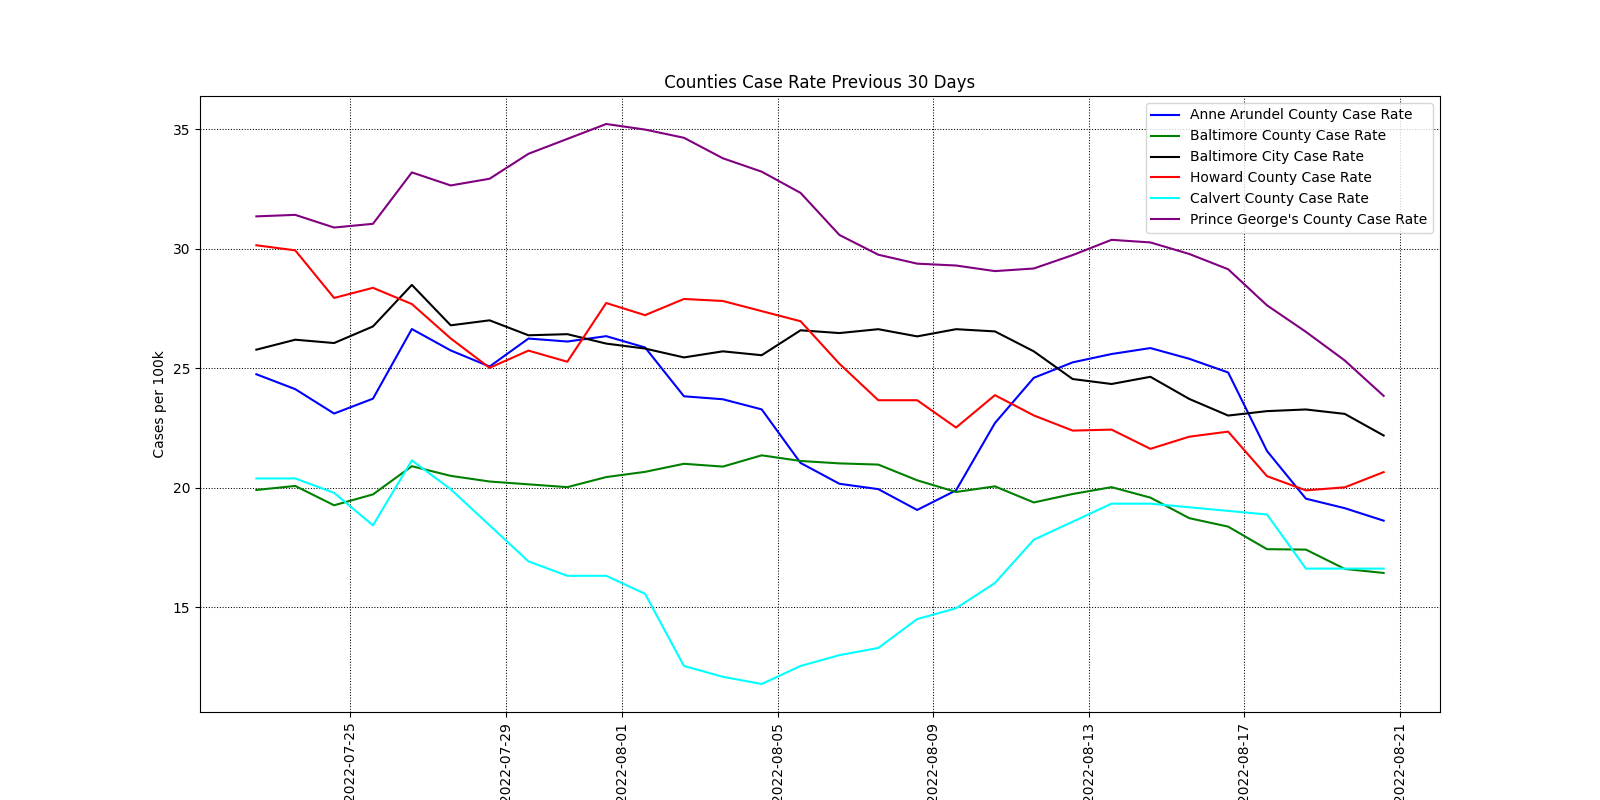 Counties Case Rate Previous 30 Days
Anne Arundel County Case Rate
Baltimore County Case Rate
Baltimore City Case Rate
Howard County Case Rate
Calvert County Case Rate
Prince George's County Case Rate
Cases per 100k
35
30
25
20
15
2022-07-25
2022-07-29
2022-08-01
2022-08-05
2022-08-09
2022-08-13
2022-08-17
2022-08-21